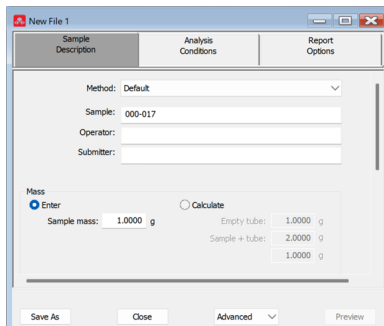 New File 1
Sample Description
Analysis Conditions
Report Options
Method: Default
Sample: 000-017
Operator:
Submitter:
Mass
Enter
Calculate
Sample mass: 1.0000 g
Empty tube: 1.0000 g
Sample + tube: 2.0000 g
1.0000 g
Save As
Close
Advanced
Preview